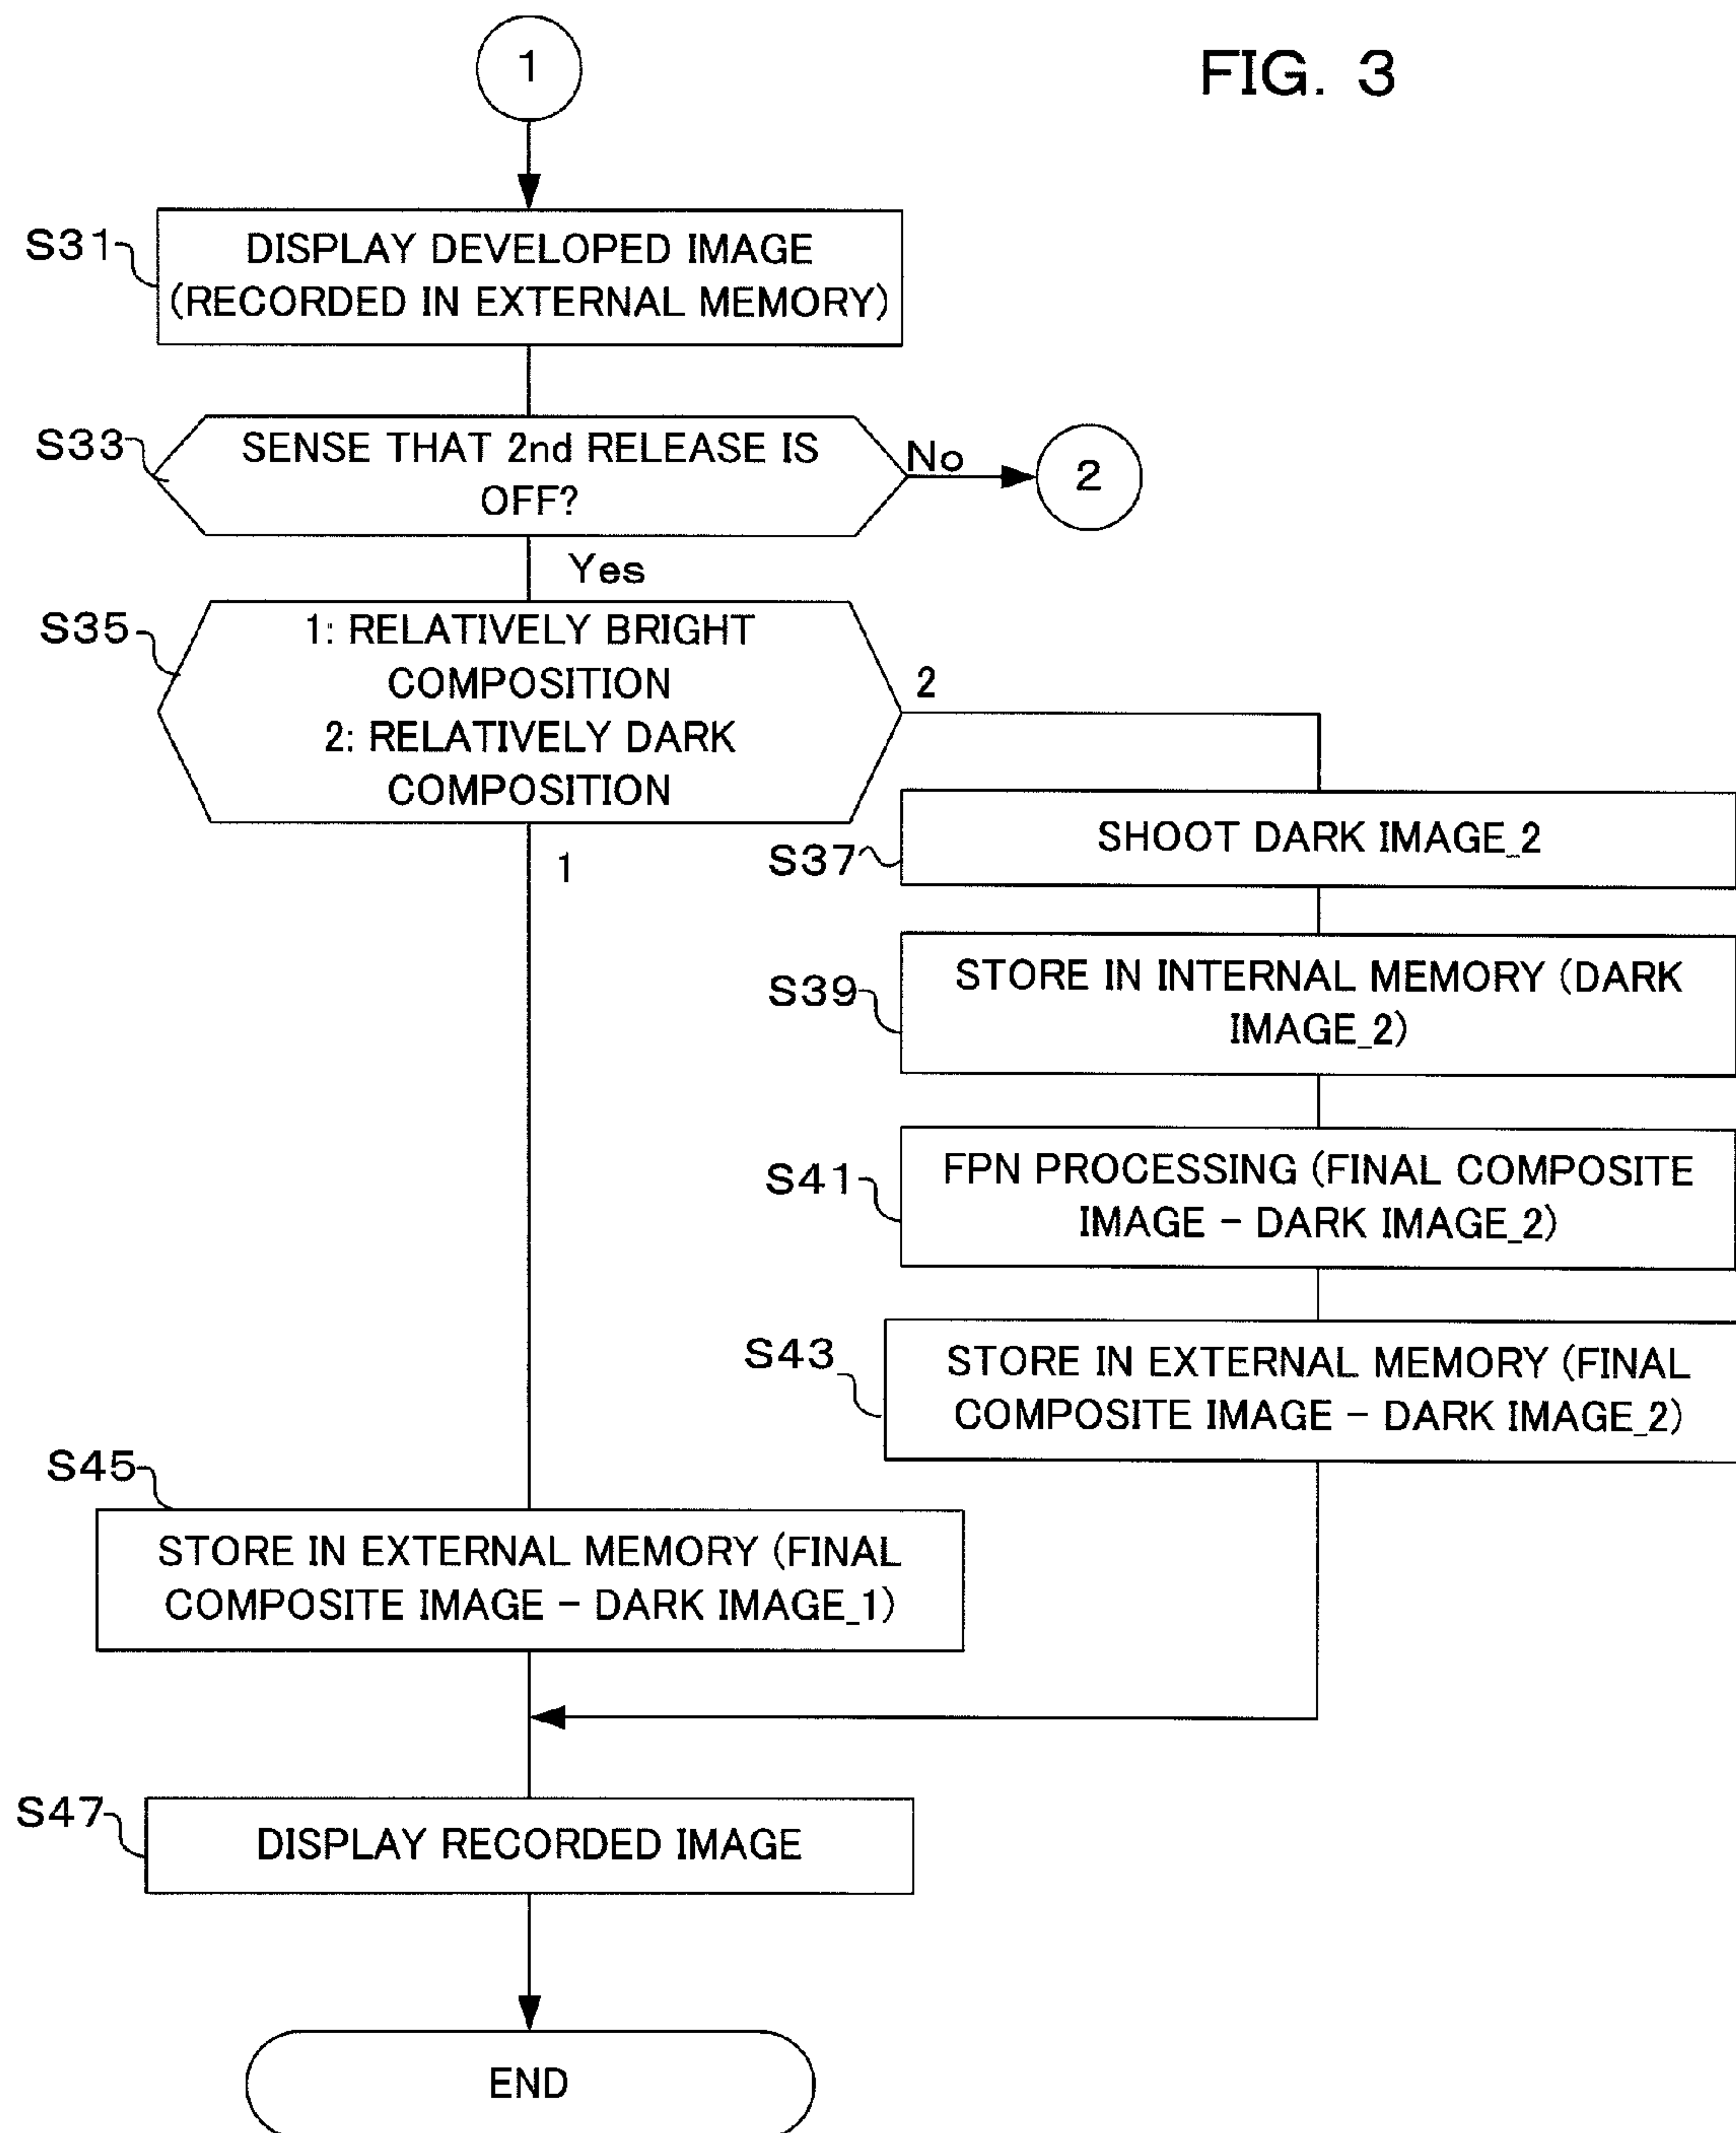 FIG. 3
1
S31
DISPLAY DEVELOPED IMAGE
(RECORDED IN EXTERNAL MEMORY)
S33
SENSE THAT 2nd RELEASE IS
OFF?
No
2
Yes
S35
1: RELATIVELY BRIGHT
COMPOSITION
2: RELATIVELY DARK
COMPOSITION
2
1
S37
SHOOT DARK IMAGE_2
S39
STORE IN INTERNAL MEMORY (DARK
IMAGE_2)
S41
FPN PROCESSING (FINAL COMPOSITE
IMAGE – DARK IMAGE_2)
S43
STORE IN EXTERNAL MEMORY (FINAL
COMPOSITE IMAGE – DARK IMAGE_2)
S45
STORE IN EXTERNAL MEMORY (FINAL
COMPOSITE IMAGE – DARK IMAGE_1)
S47
DISPLAY RECORDED IMAGE
END